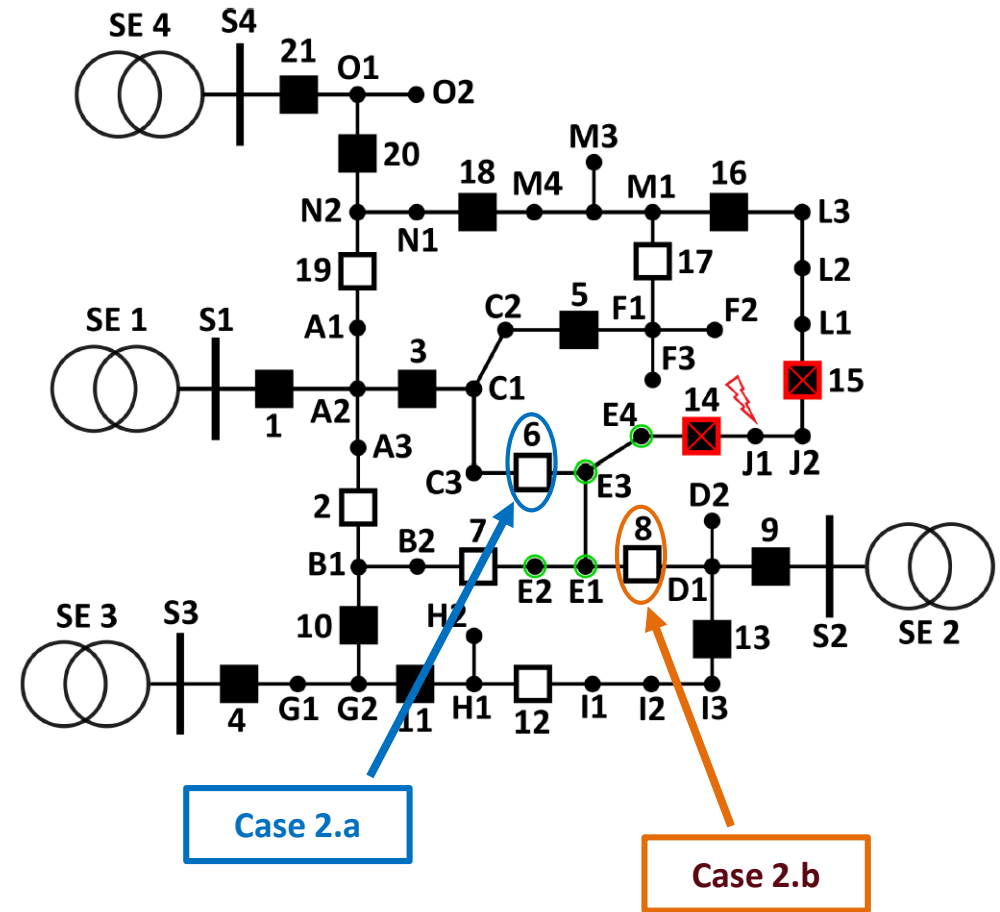 SE 4
S4
21
O1
O2
20
M3
18
M4
M1
16
N2
N1
L3
19
17
L2
C2
5
F1
F2
L1
SE 1
S1
A1
3
F3
15
1
A2
C1
E4
14
A3
6
J1
J2
C3
E3
D2
2
7
8
9
B1
B2
E2
E1
D1
S2
SE 2
SE 3
S3
10
H2
13
4
G1
G2
11
H1
12
I1
I2
I3
Case 2.a
Case 2.b